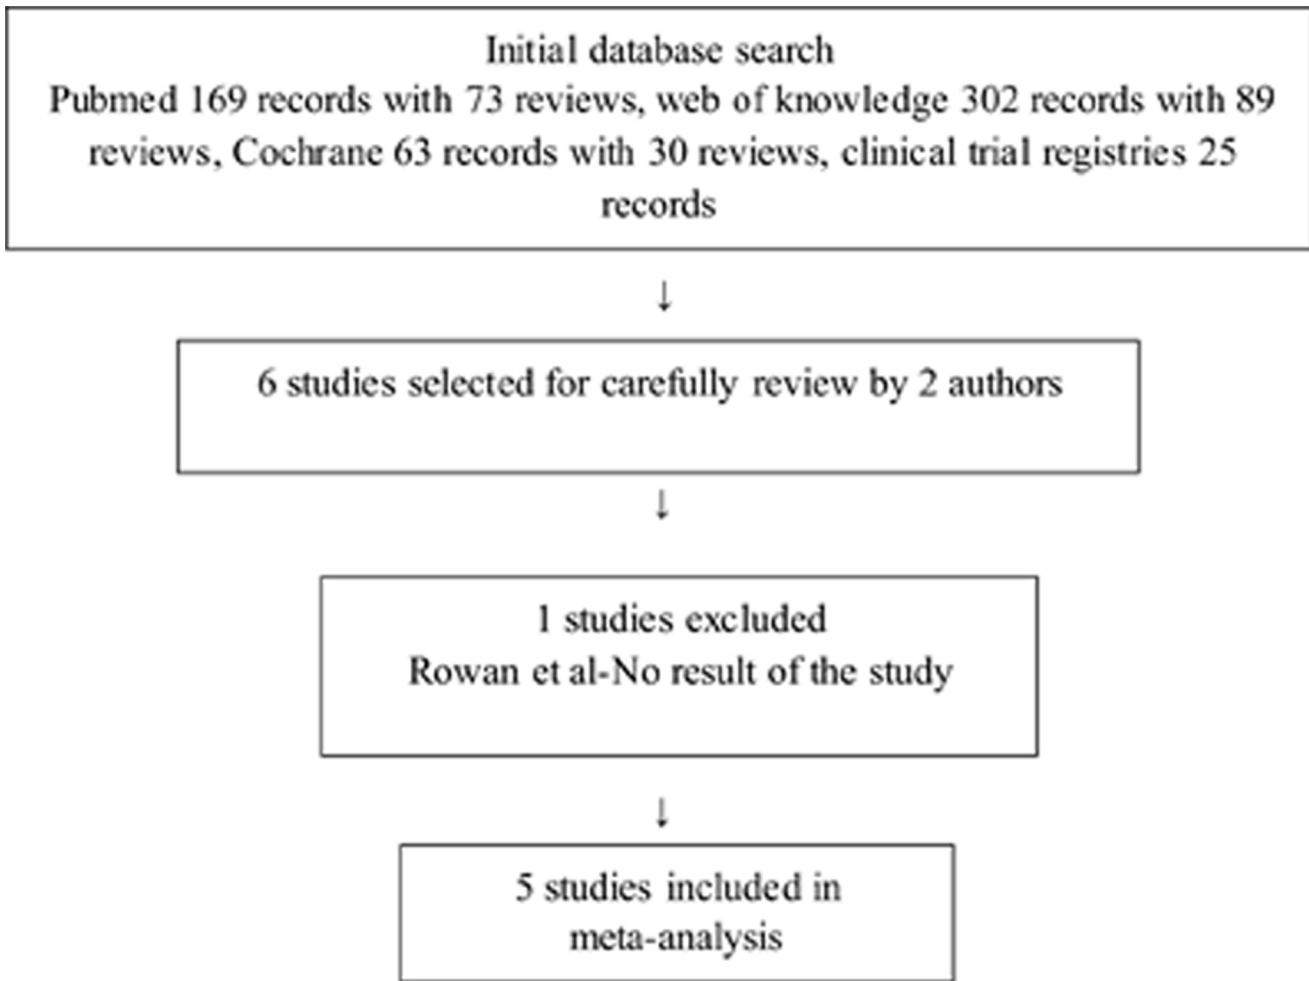 Initial database search
Pubmed 169 records with 73 reviews, web of knowledge 302 records with 89
reviews, Cochrane 63 records with 30 reviews, clinical trial registries 25
records
↓
6 studies selected for carefully review by 2 authors
↓
1 studies excluded
Rowan et al-No result of the study
↓
5 studies included in
meta-analysis